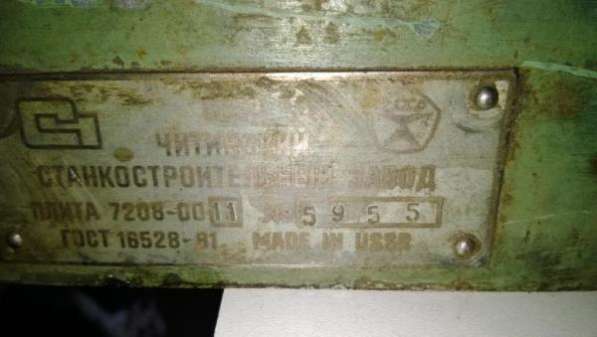 ЧИТИНСКИЙ
СТАНКОСТРОИТЕЛЬНЫЙ ЗАВОД
ПЛИТА 7208-0011 № 5955
ГОСТ 16528-81 MADE IN USSR